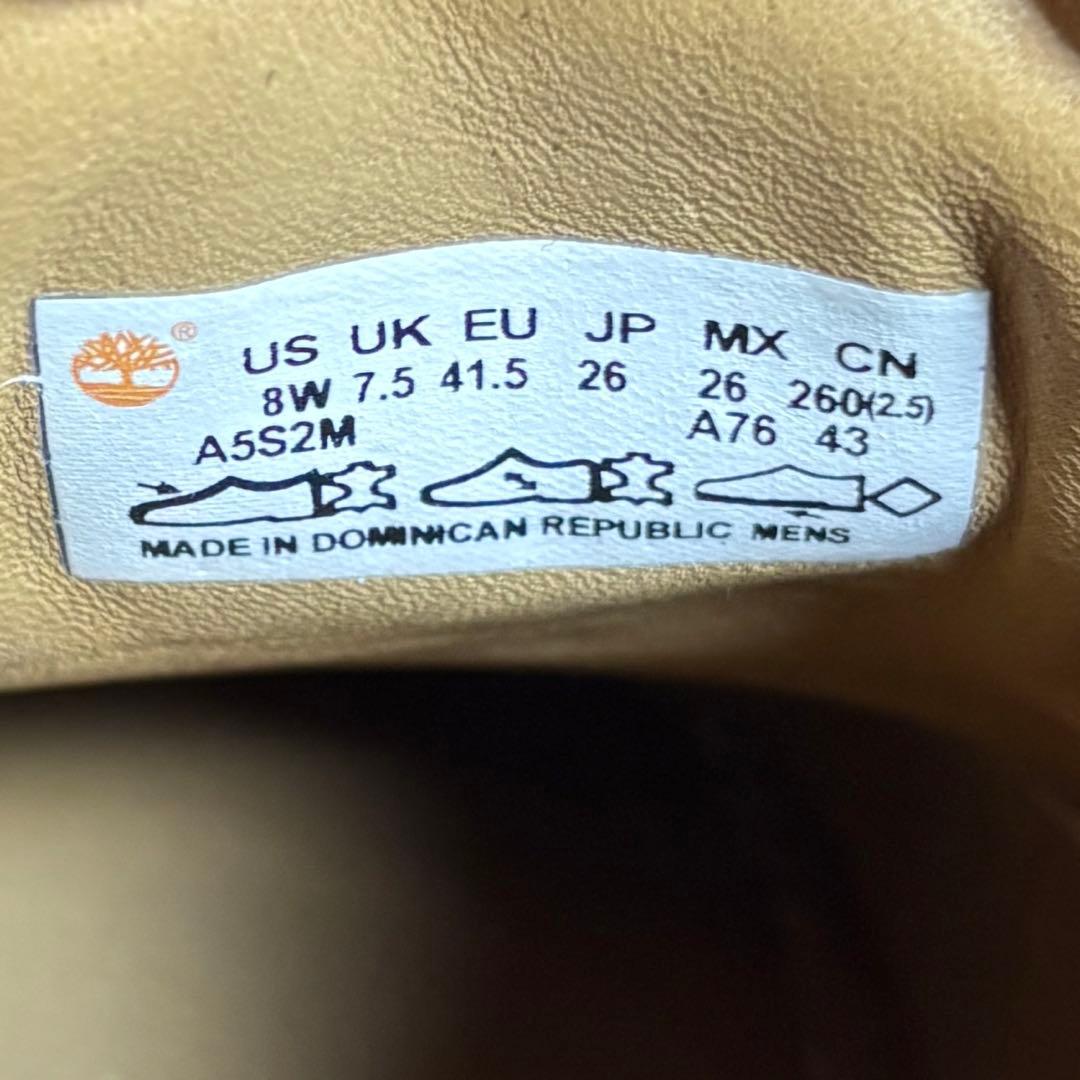 ®
US UK EU JP MX CN
8W 7.5 41.5 26 26 260(2.5)
A5S2M A76 43
MADE IN DOMINICAN REPUBLIC MENS